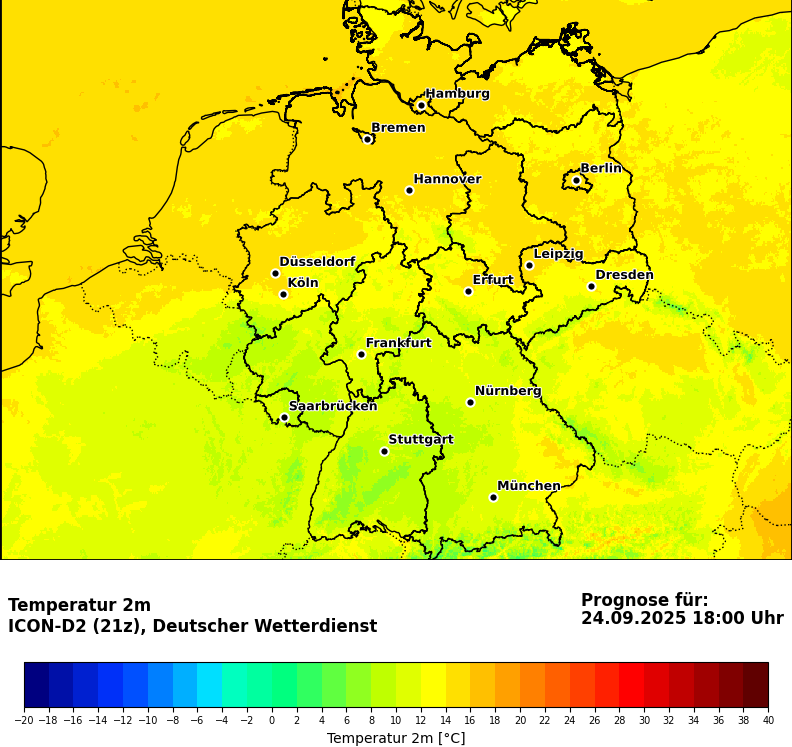 Hamburg
Bremen
Berlin
Hannover
Leipzig
Düsseldorf
Dresden
Köln
Erfurt
Frankfurt
Nürnberg
Saarbrücken
Stuttgart
München
Temperatur 2m
ICON-D2 (21z), Deutscher Wetterdienst
Prognose für:
24.09.2025 18:00 Uhr
−20 −18 −16 −14 −12 −10 −8 −6 −4 −2 0 2 4 6 8 10 12 14 16 18 20 22 24 26 28 30 32 34 36 38 40
Temperatur 2m [°C]